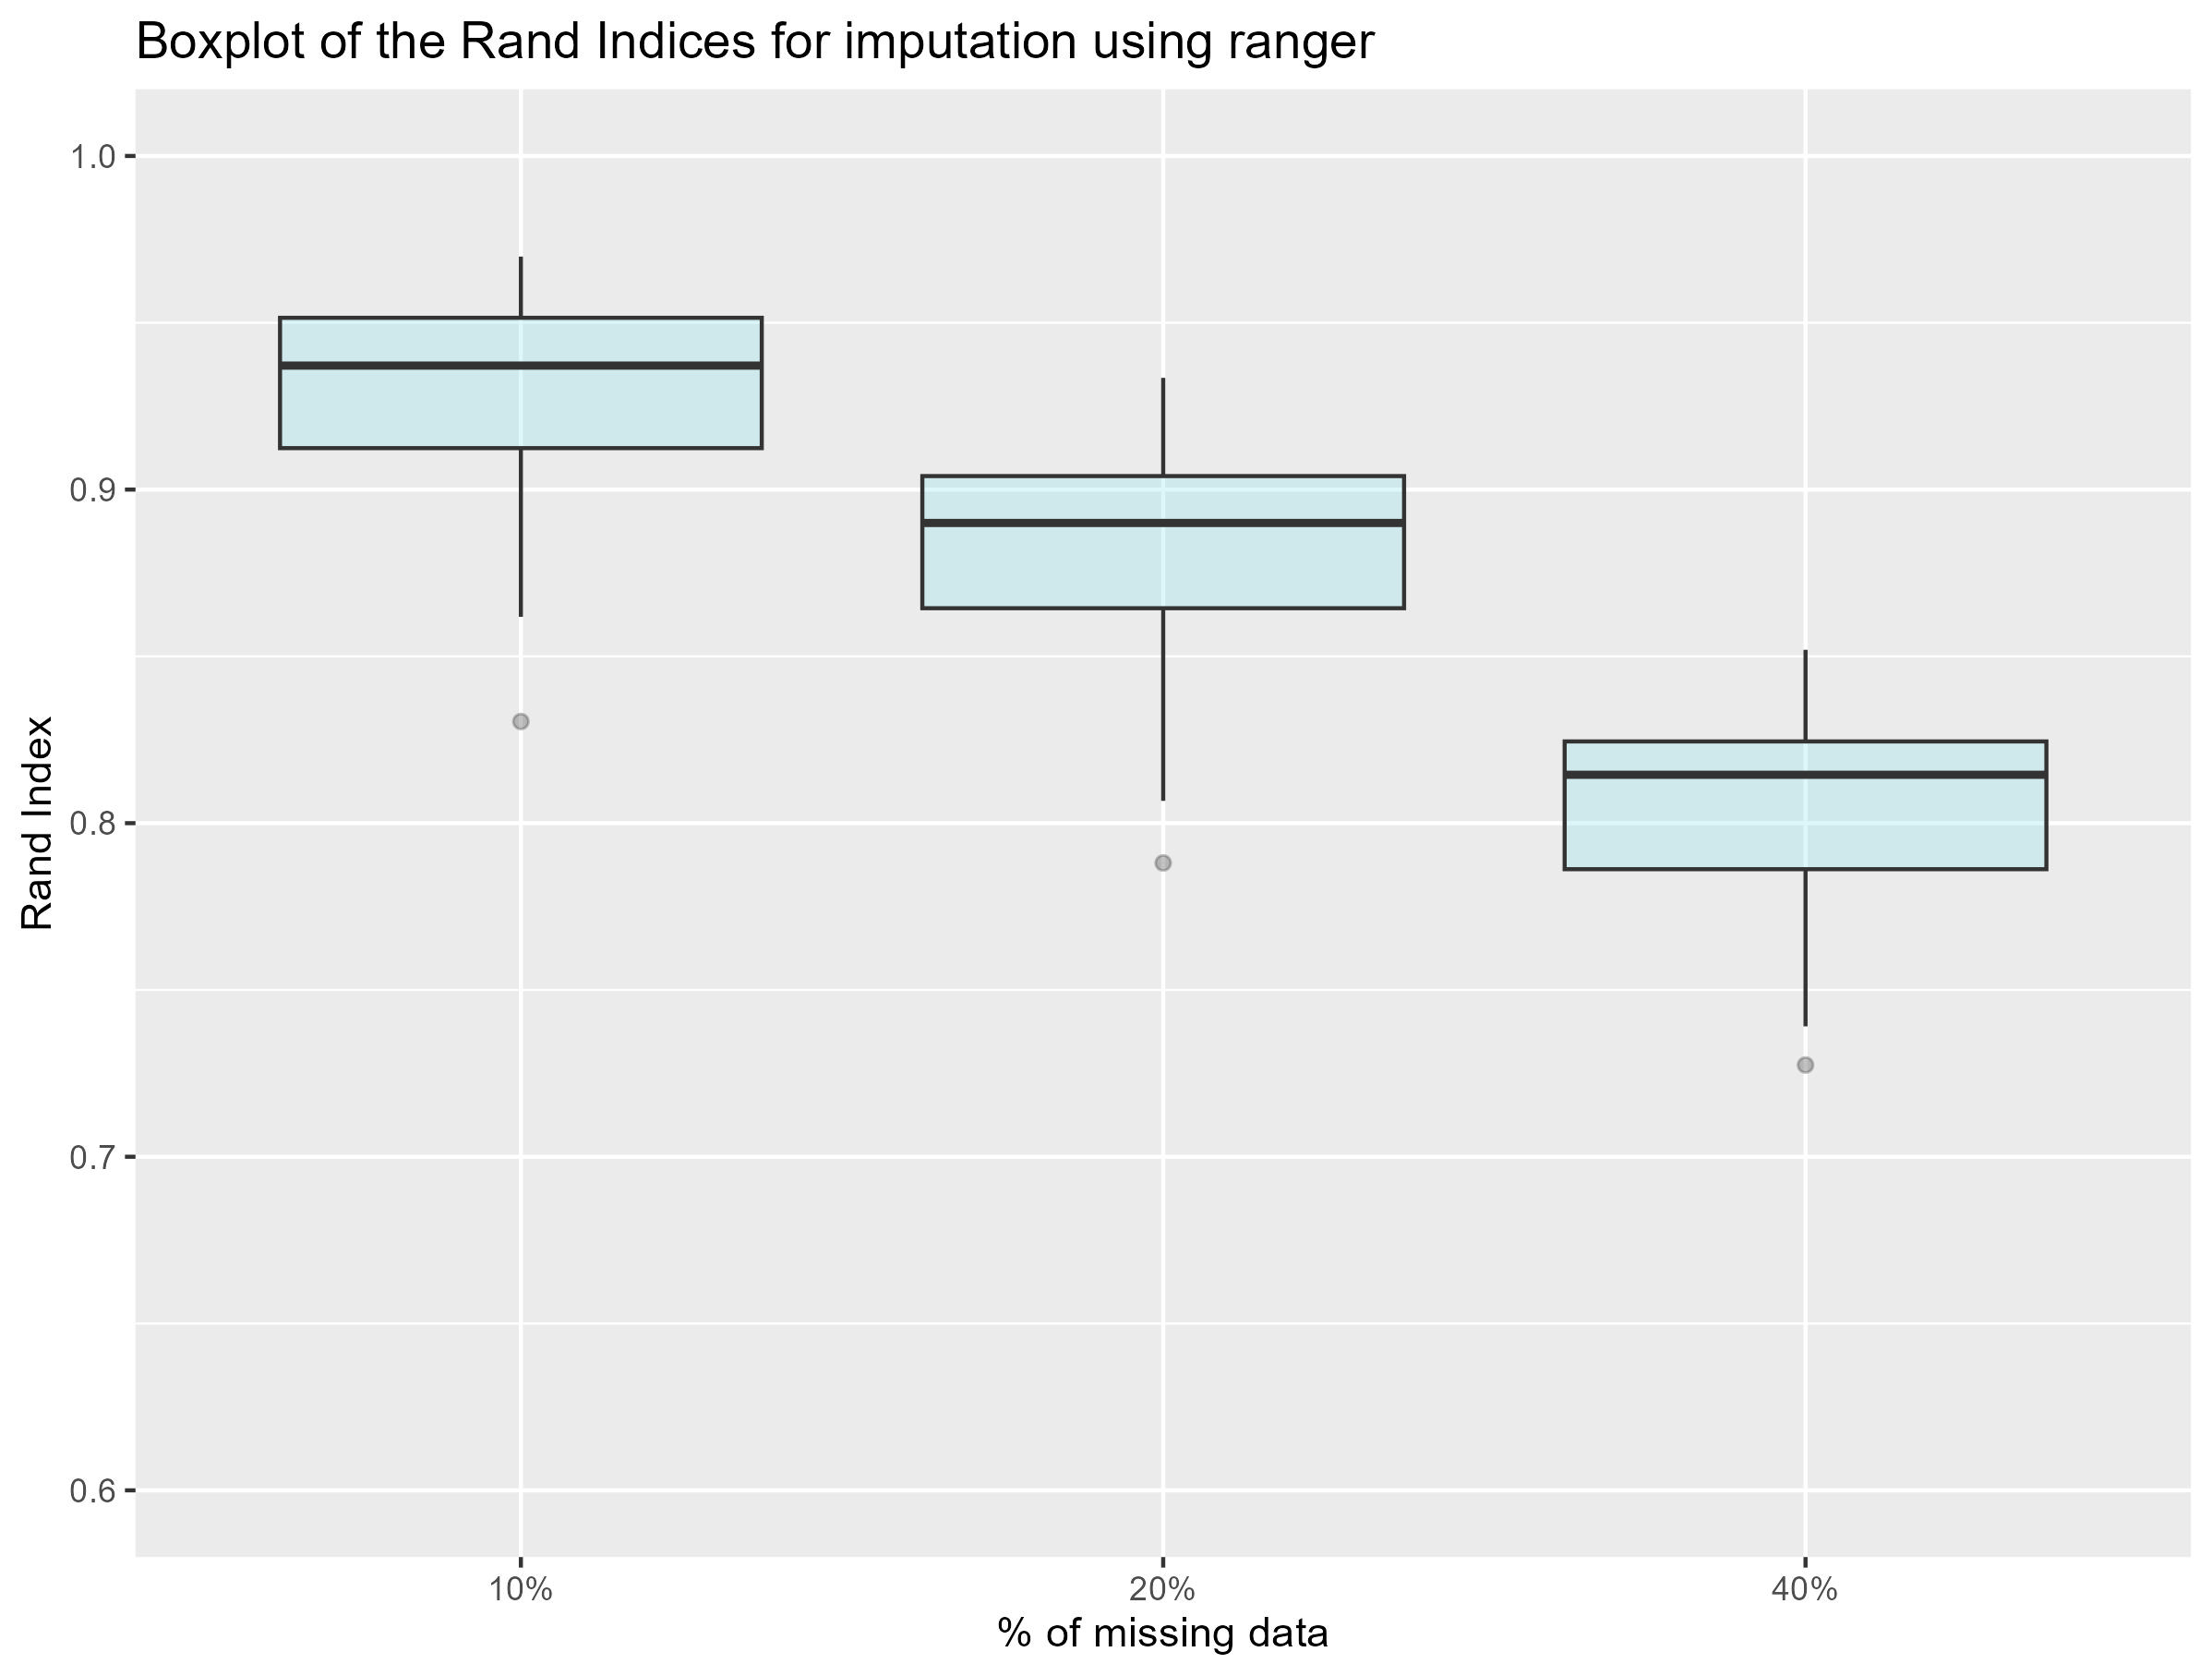 Boxplot of the Rand Indices for imputation using ranger
Rand Index
1.0
0.9
0.8
0.7
0.6
10%
20%
40%
% of missing data